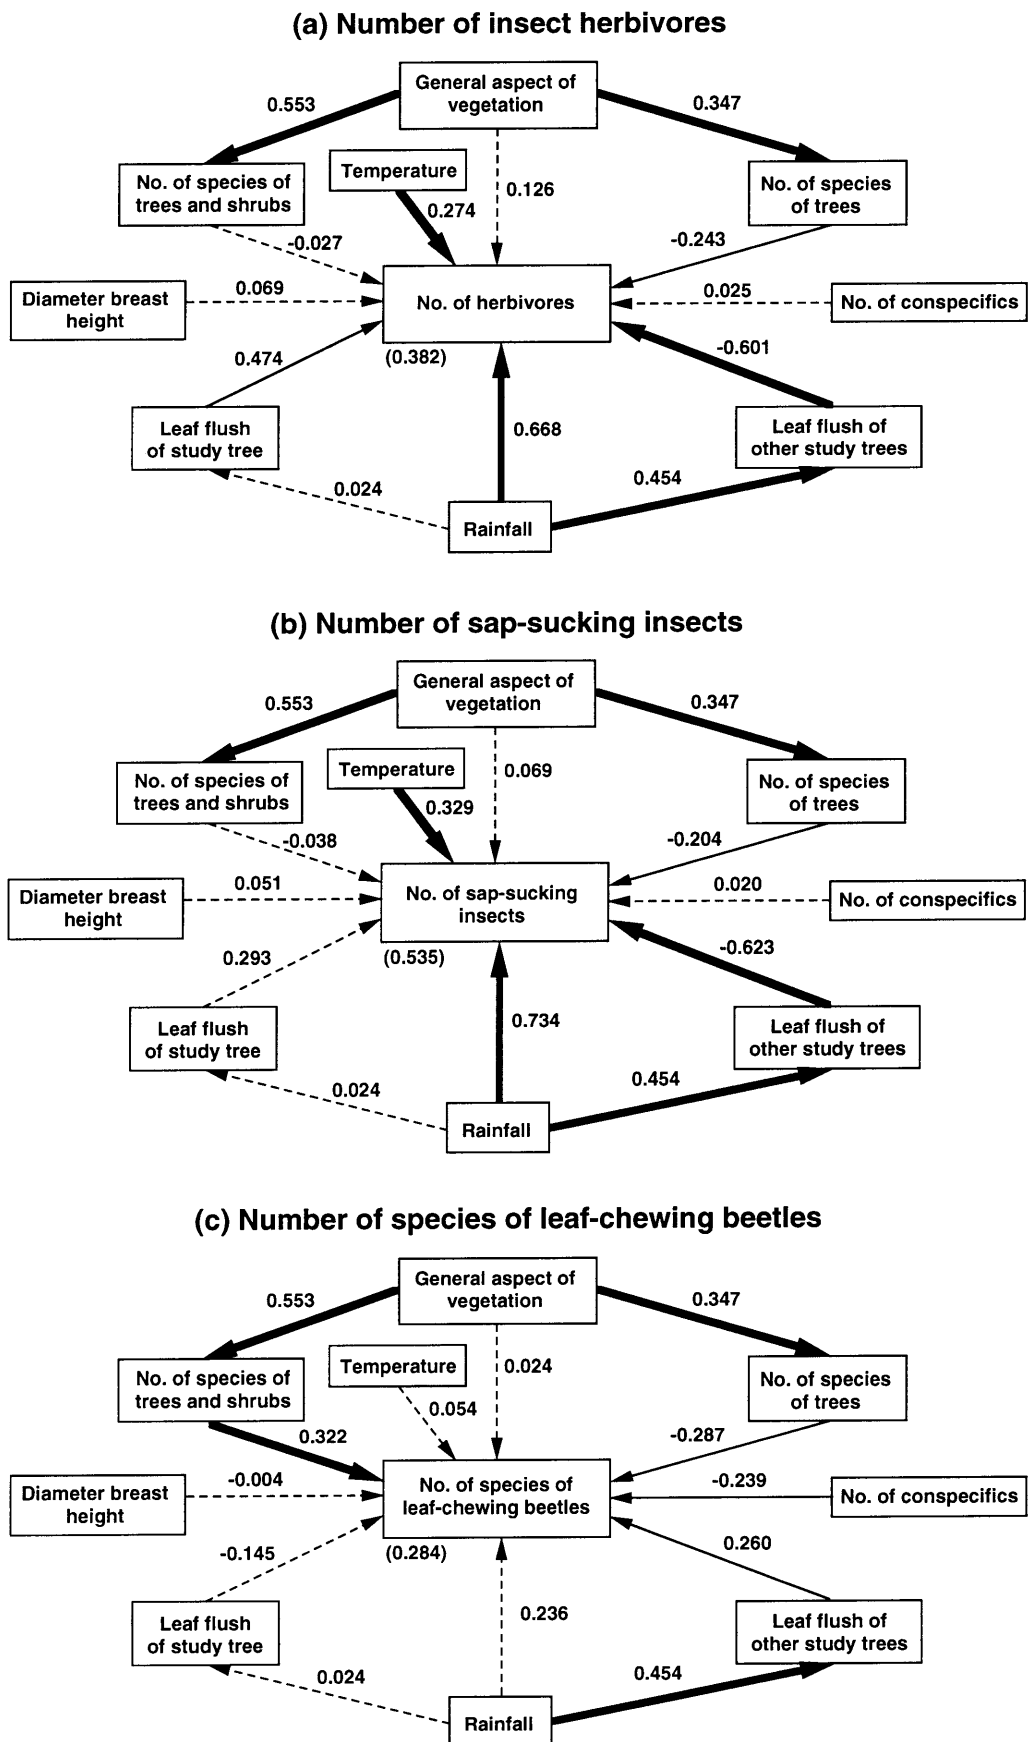 (a) Number of insect herbivores
General aspect of
vegetation
0.553
0.347
Temperature
No. of species of
trees and shrubs
No. of species
of trees
0.126
0.274
-0.027
-0.243
Diameter breast
height
0.069
No. of herbivores
0.025
No. of conspecifics
(0.382)
0.474
-0.601
Leaf flush
of study tree
0.668
Leaf flush of
other study trees
0.024
0.454
Rainfall
(b) Number of sap-sucking insects
General aspect of
vegetation
0.553
0.347
Temperature
No. of species of
trees and shrubs
No. of species
of trees
0.069
0.329
-0.038
-0.204
Diameter breast
height
0.051
No. of sap-sucking
insects
0.020
No. of conspecifics
(0.535)
0.293
-0.623
Leaf flush
of study tree
0.734
Leaf flush of
other study trees
0.024
0.454
Rainfall
(c) Number of species of leaf-chewing beetles
General aspect of
vegetation
0.553
0.347
Temperature
No. of species of
trees and shrubs
No. of species
of trees
0.024
0.054
0.322
-0.287
Diameter breast
height
-0.004
No. of species of
leaf-chewing beetles
-0.239
No. of conspecifics
(0.284)
-0.145
0.260
Leaf flush
of study tree
0.236
Leaf flush of
other study trees
0.024
0.454
Rainfall